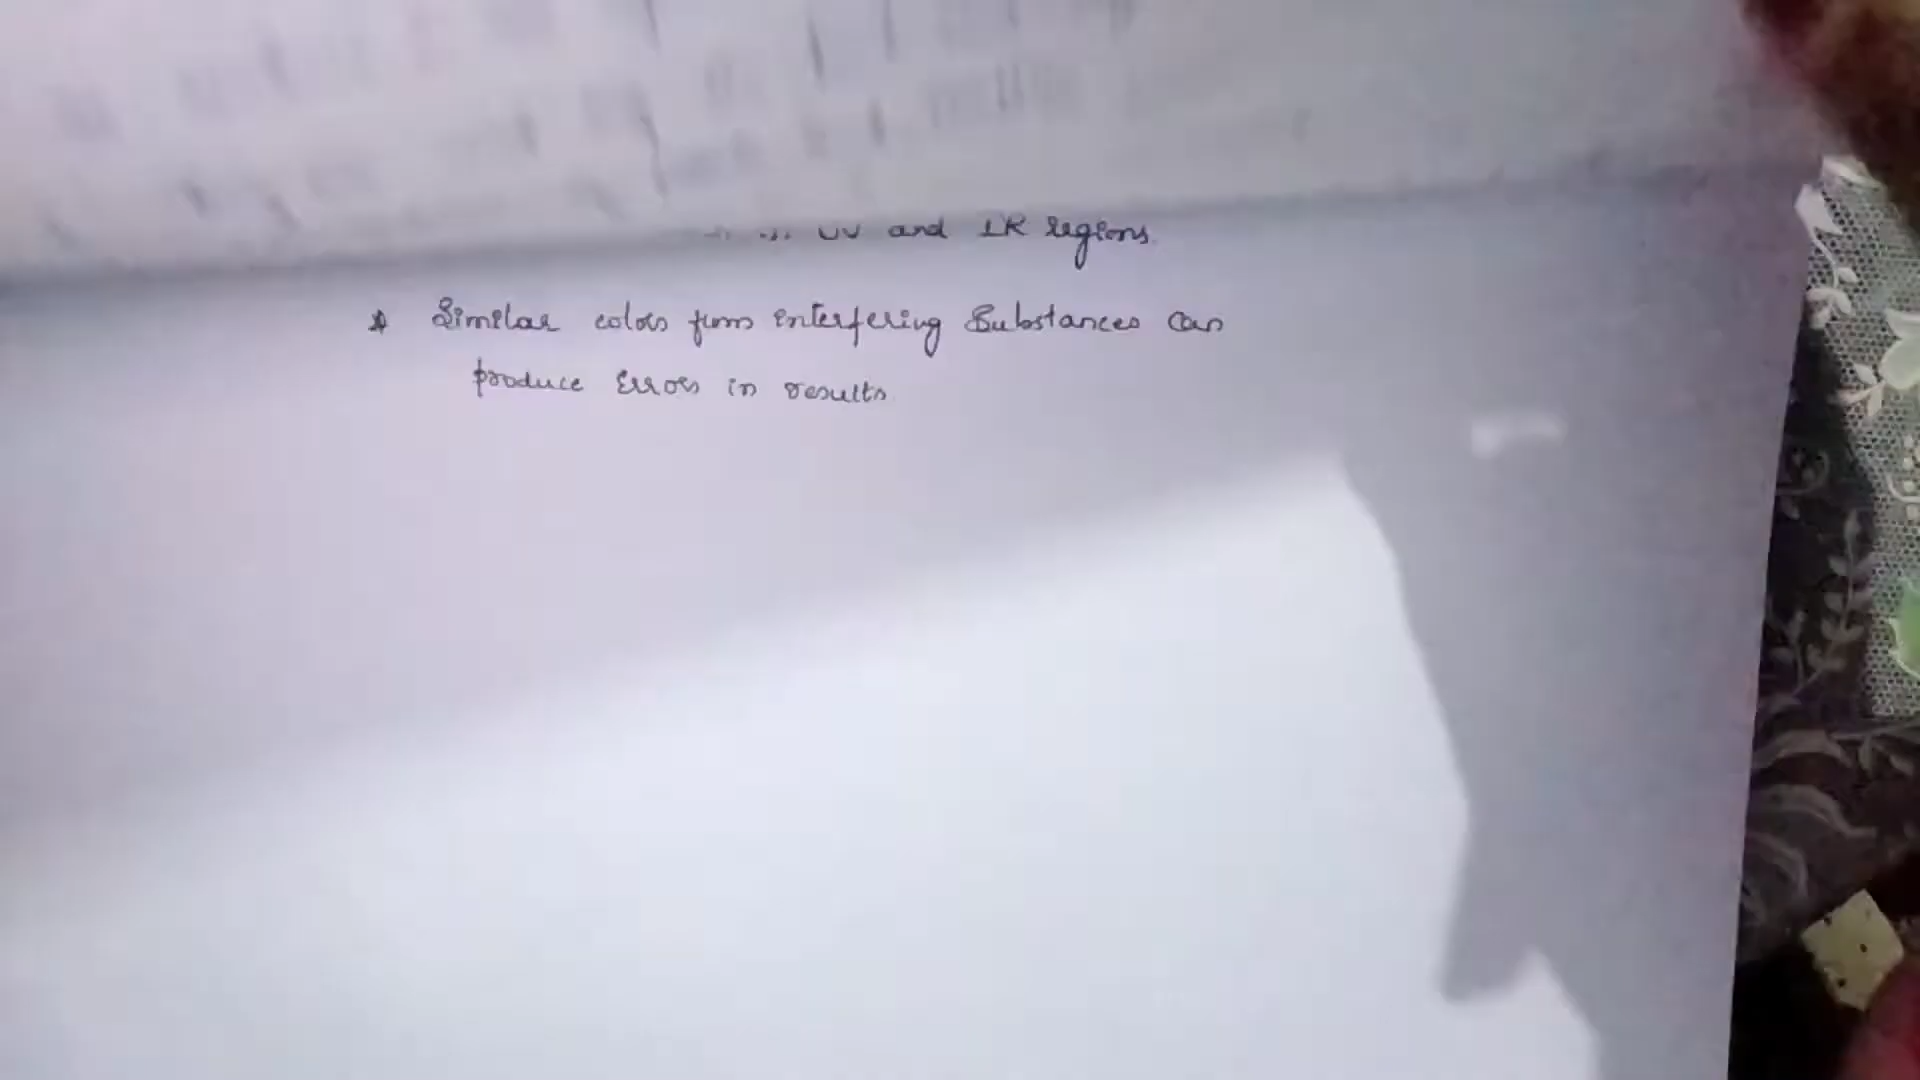 UV and IR regions.
* Similar colors from interfering Substances can
produce Errors in results.